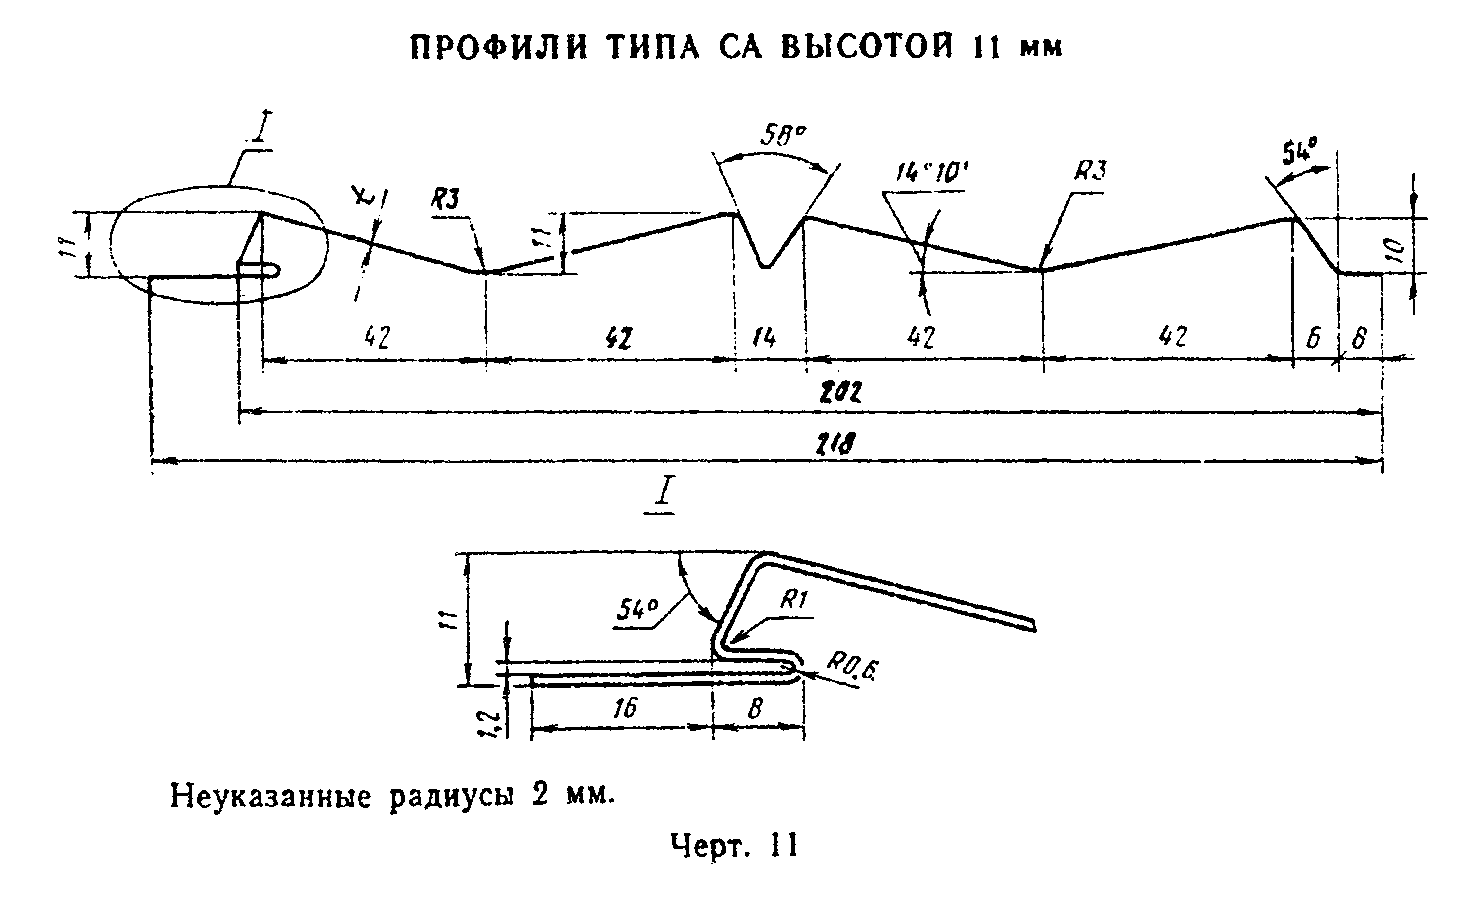 ПРОФИЛИ ТИПА СА ВЫСОТОЙ 11 мм
I
58°
54°
R3
14°10'
R3
11
11
10
42
42
14
42
42
6
8
202
218
I
11
54°
R1
R0,6
1,2
16
8
Неуказанные радиусы 2 мм.
Черт. 11